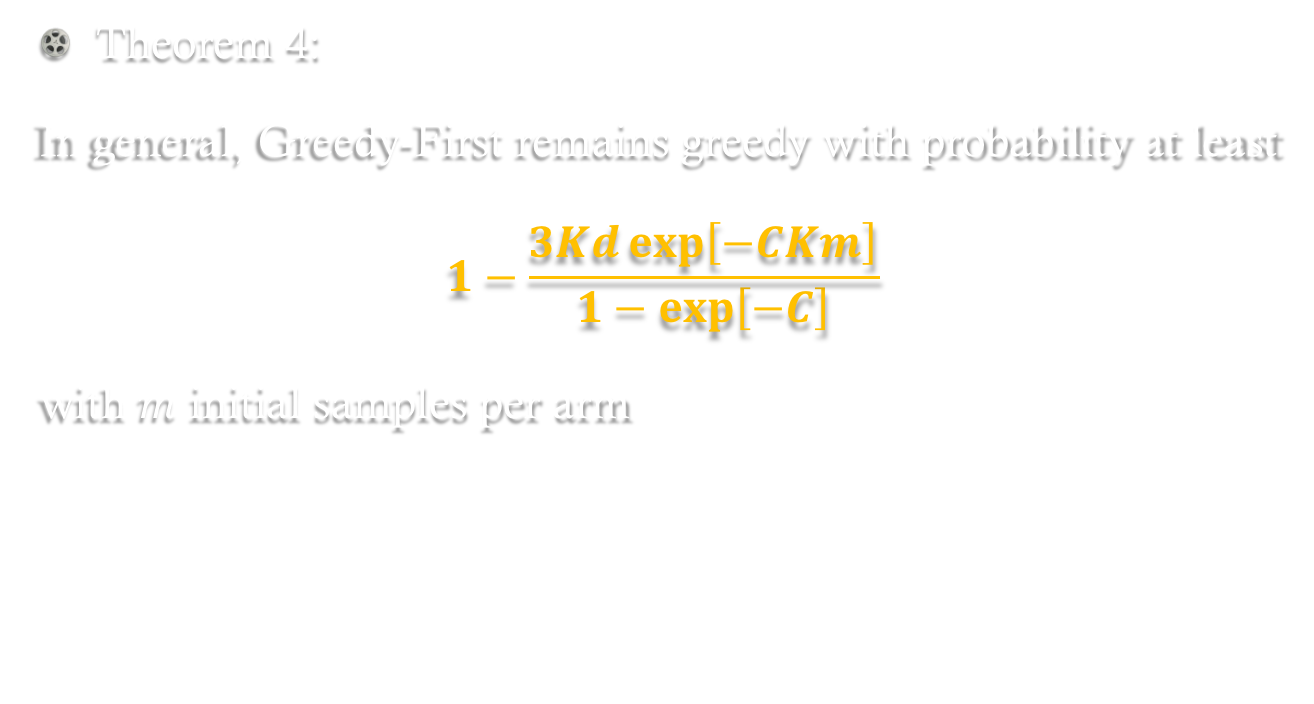 Theorem 4:
In general, Greedy-First remains greedy with probability at least
1 − 3Kd exp[−CKm] / 1 − exp[−C]
with m initial samples per arm